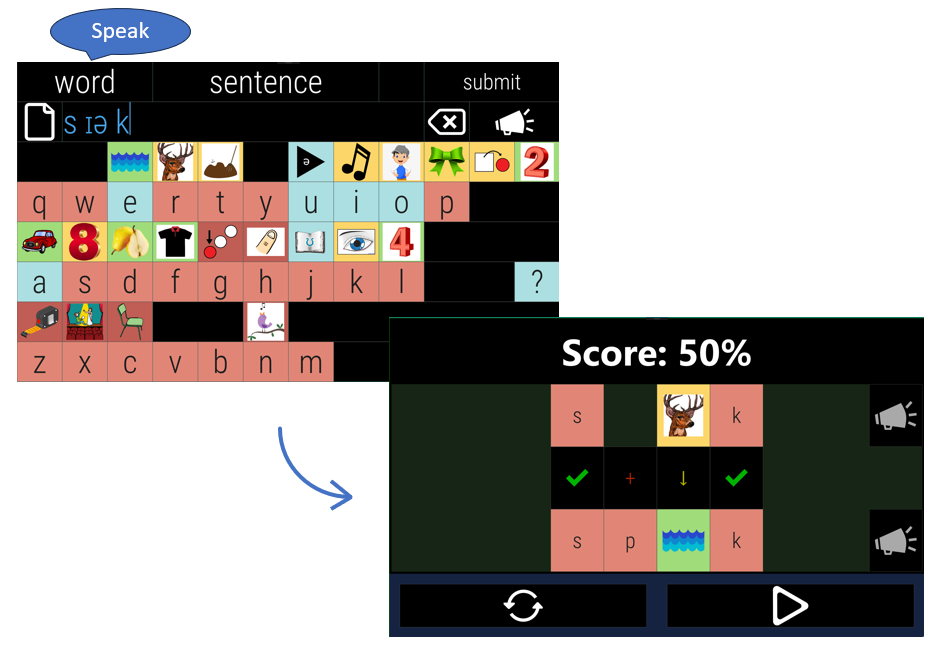 Speak
word sentence submit
s ɪə k
ə 2
q w e r t y u i o p
8 ʊ 4
a s d f g h j k l ?
z x c v b n m
Score: 50%
s k
+ ↓
s p k